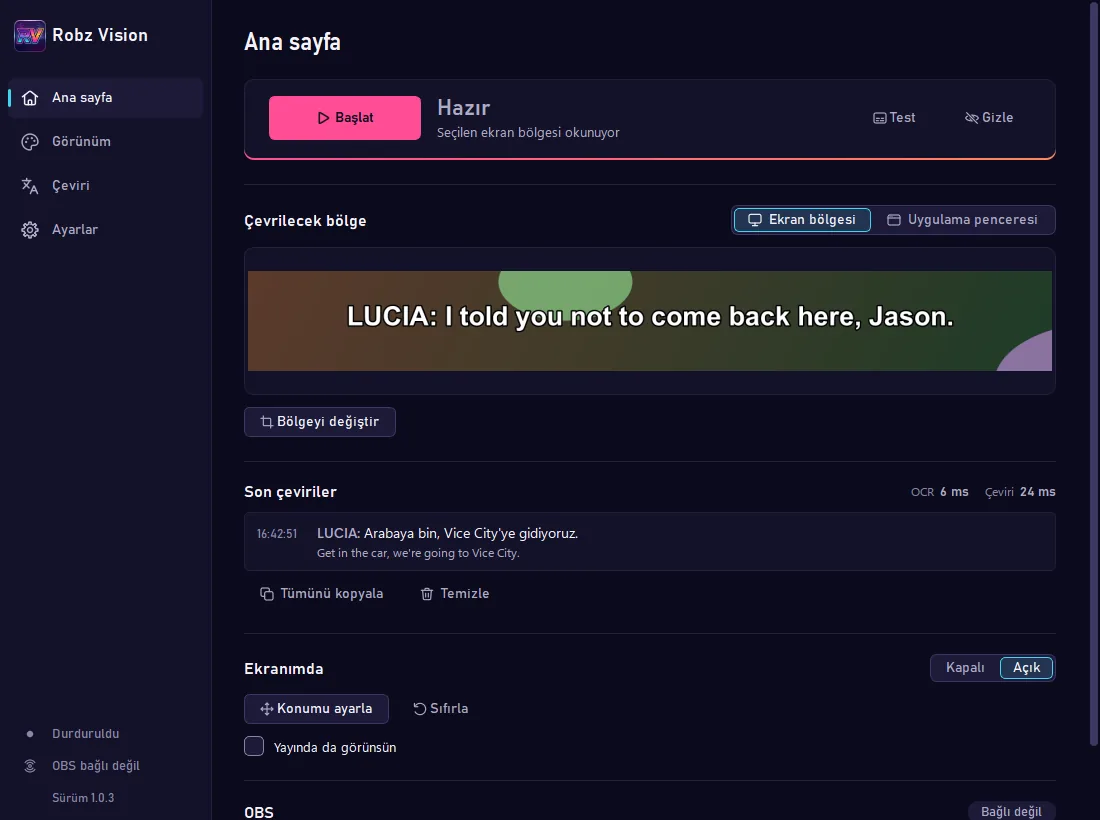 Robz Vision
Ana sayfa
Görünüm
Çeviri
Ayarlar
Durduruldu
OBS bağlı değil
Sürüm 1.0.3
Ana sayfa
Başlat
Hazır
Seçilen ekran bölgesi okunuyor
Test
Gizle
Çevrilecek bölge
Ekran bölgesi
Uygulama penceresi
LUCIA: I told you not to come back here, Jason.
Bölgeyi değiştir
Son çeviriler
OCR 6 ms Çeviri 24 ms
16:42:51
LUCIA: Arabaya bin, Vice City'ye gidiyoruz.
Get in the car, we're going to Vice City.
Tümünü kopyala
Temizle
Ekranımda
Kapalı
Açık
Konumu ayarla
Sıfırla
Yayında da görünsün
OBS
Bağlı değil